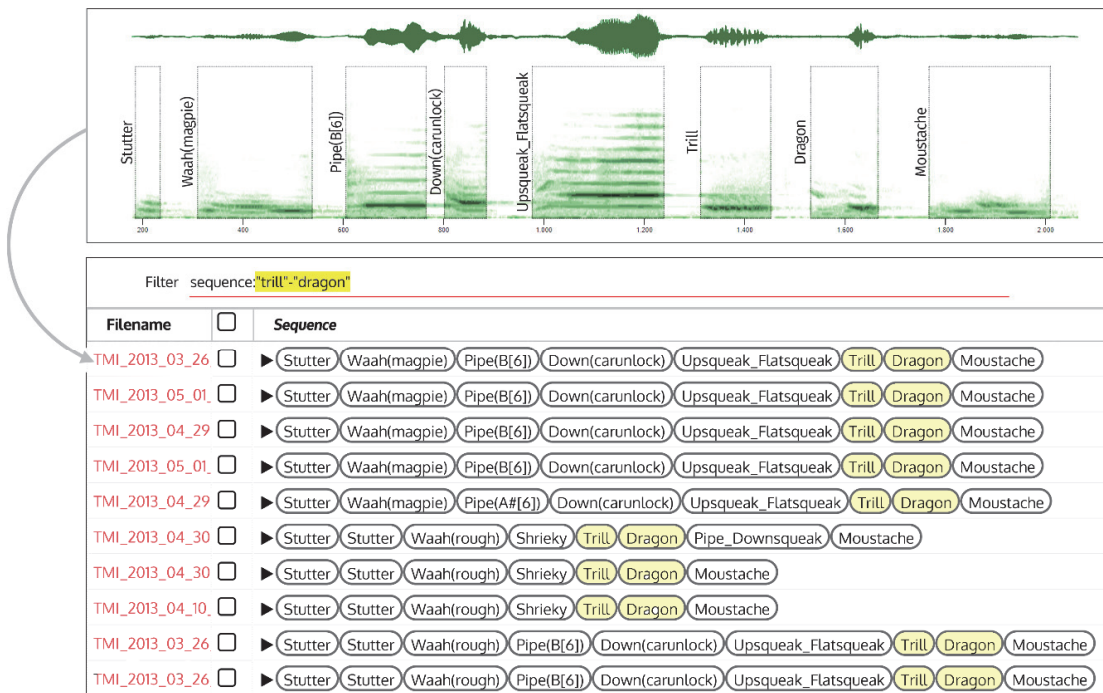 Stutter
Waah(magpie)
Pipe(B[6])
Down(carunlock)
Upsqueak_Flatsqueak
Trill
Dragon
Moustache
200 400 600 800 1.000 1.200 1.400 1.600 1.800 2.000
Filter sequence:"trill"-"dragon"
Filename Sequence
TMI_2013_03_26 Stutter Waah(magpie) Pipe(B[6]) Down(carunlock) Upsqueak_Flatsqueak Trill Dragon Moustache
TMI_2013_05_01_ Stutter Waah(magpie) Pipe(B[6]) Down(carunlock) Upsqueak_Flatsqueak Trill Dragon Moustache
TMI_2013_04_29 Stutter Waah(magpie) Pipe(B[6]) Down(carunlock) Upsqueak_Flatsqueak Trill Dragon Moustache
TMI_2013_05_01_ Stutter Waah(magpie) Pipe(B[6]) Down(carunlock) Upsqueak_Flatsqueak Trill Dragon Moustache
TMI_2013_04_29 Stutter Waah(magpie) Pipe(A#[6]) Down(carunlock) Upsqueak_Flatsqueak Trill Dragon Moustache
TMI_2013_04_30 Stutter Stutter Waah(rough) Shrieky Trill Dragon Pipe_Downsqueak Moustache
TMI_2013_04_30 Stutter Stutter Waah(rough) Shrieky Trill Dragon Moustache
TMI_2013_04_10_ Stutter Stutter Waah(rough) Shrieky Trill Dragon Moustache
TMI_2013_03_26 Stutter Stutter Waah(rough) Pipe(B[6]) Down(carunlock) Upsqueak_Flatsqueak Trill Dragon Moustache
TMI_2013_03_26 Stutter Stutter Waah(rough) Pipe(B[6]) Down(carunlock) Upsqueak_Flatsqueak Trill Dragon Moustache